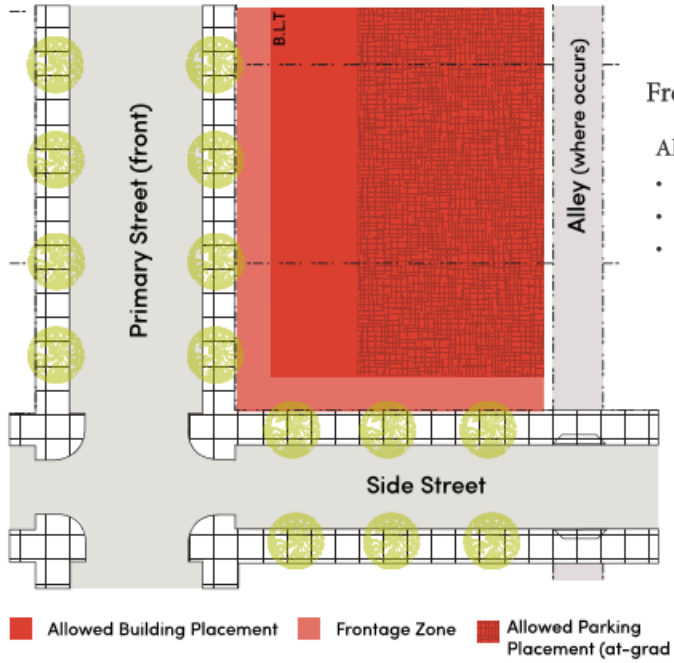 B.L.T
Primary Street (front)
Alley (where occurs)
Side Street
Allowed Building Placement
Frontage Zone
Allowed Parking
Placement (at-grad